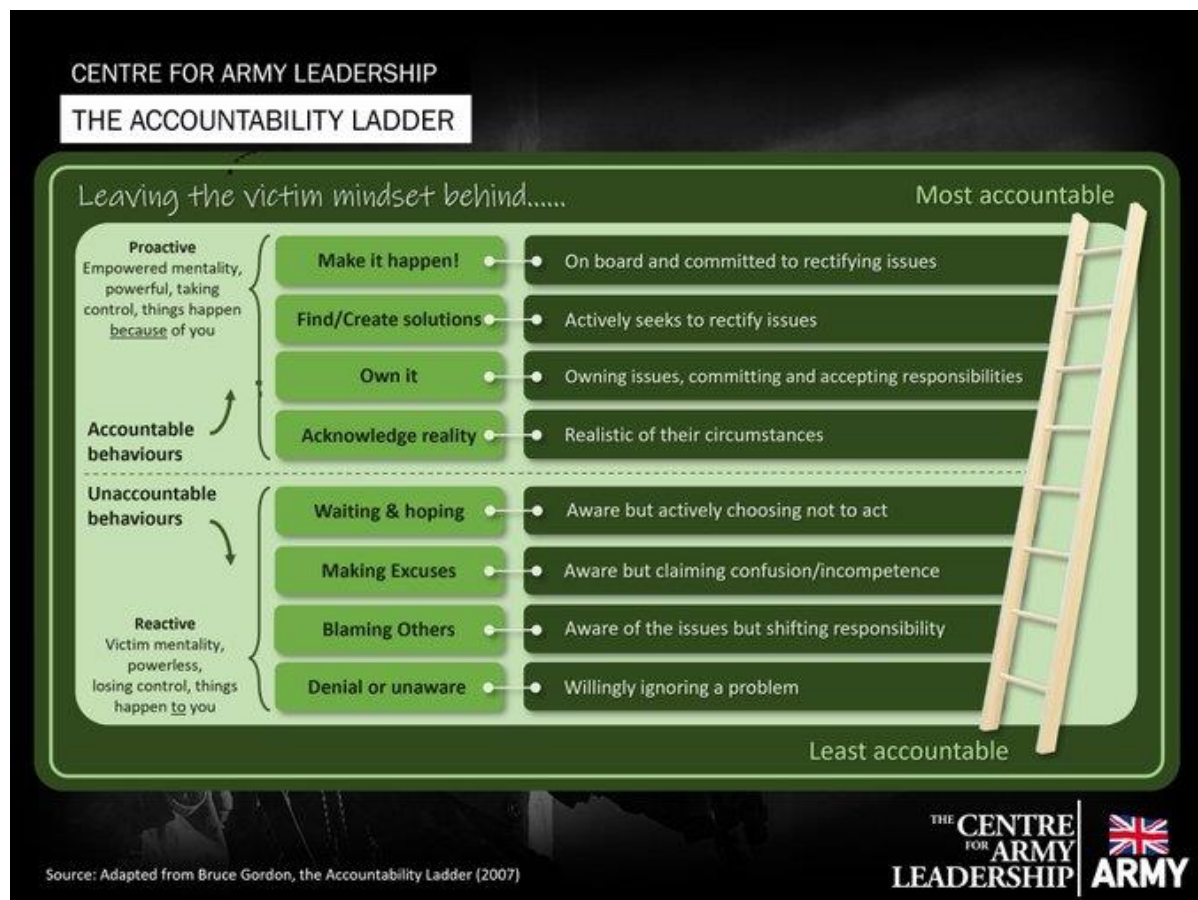 CENTRE FOR ARMY LEADERSHIP
THE ACCOUNTABILITY LADDER
Leaving the victim mindset behind......
Most accountable
Proactive
Empowered mentality,
powerful, taking
control, things happen
because of you
Make it happen!
On board and committed to rectifying issues
Find/Create solutions
Actively seeks to rectify issues
Own it
Owning issues, committing and accepting responsibilities
Accountable
behaviours
Acknowledge reality
Realistic of their circumstances
Unaccountable
behaviours
Waiting & hoping
Aware but actively choosing not to act
Making Excuses
Aware but claiming confusion/incompetence
Reactive
Victim mentality,
powerless,
losing control, things
happen to you
Blaming Others
Aware of the issues but shifting responsibility
Denial or unaware
Willingly ignoring a problem
Least accountable
THE CENTRE
FOR ARMY
LEADERSHIP
ARMY
Source: Adapted from Bruce Gordon, the Accountability Ladder (2007)